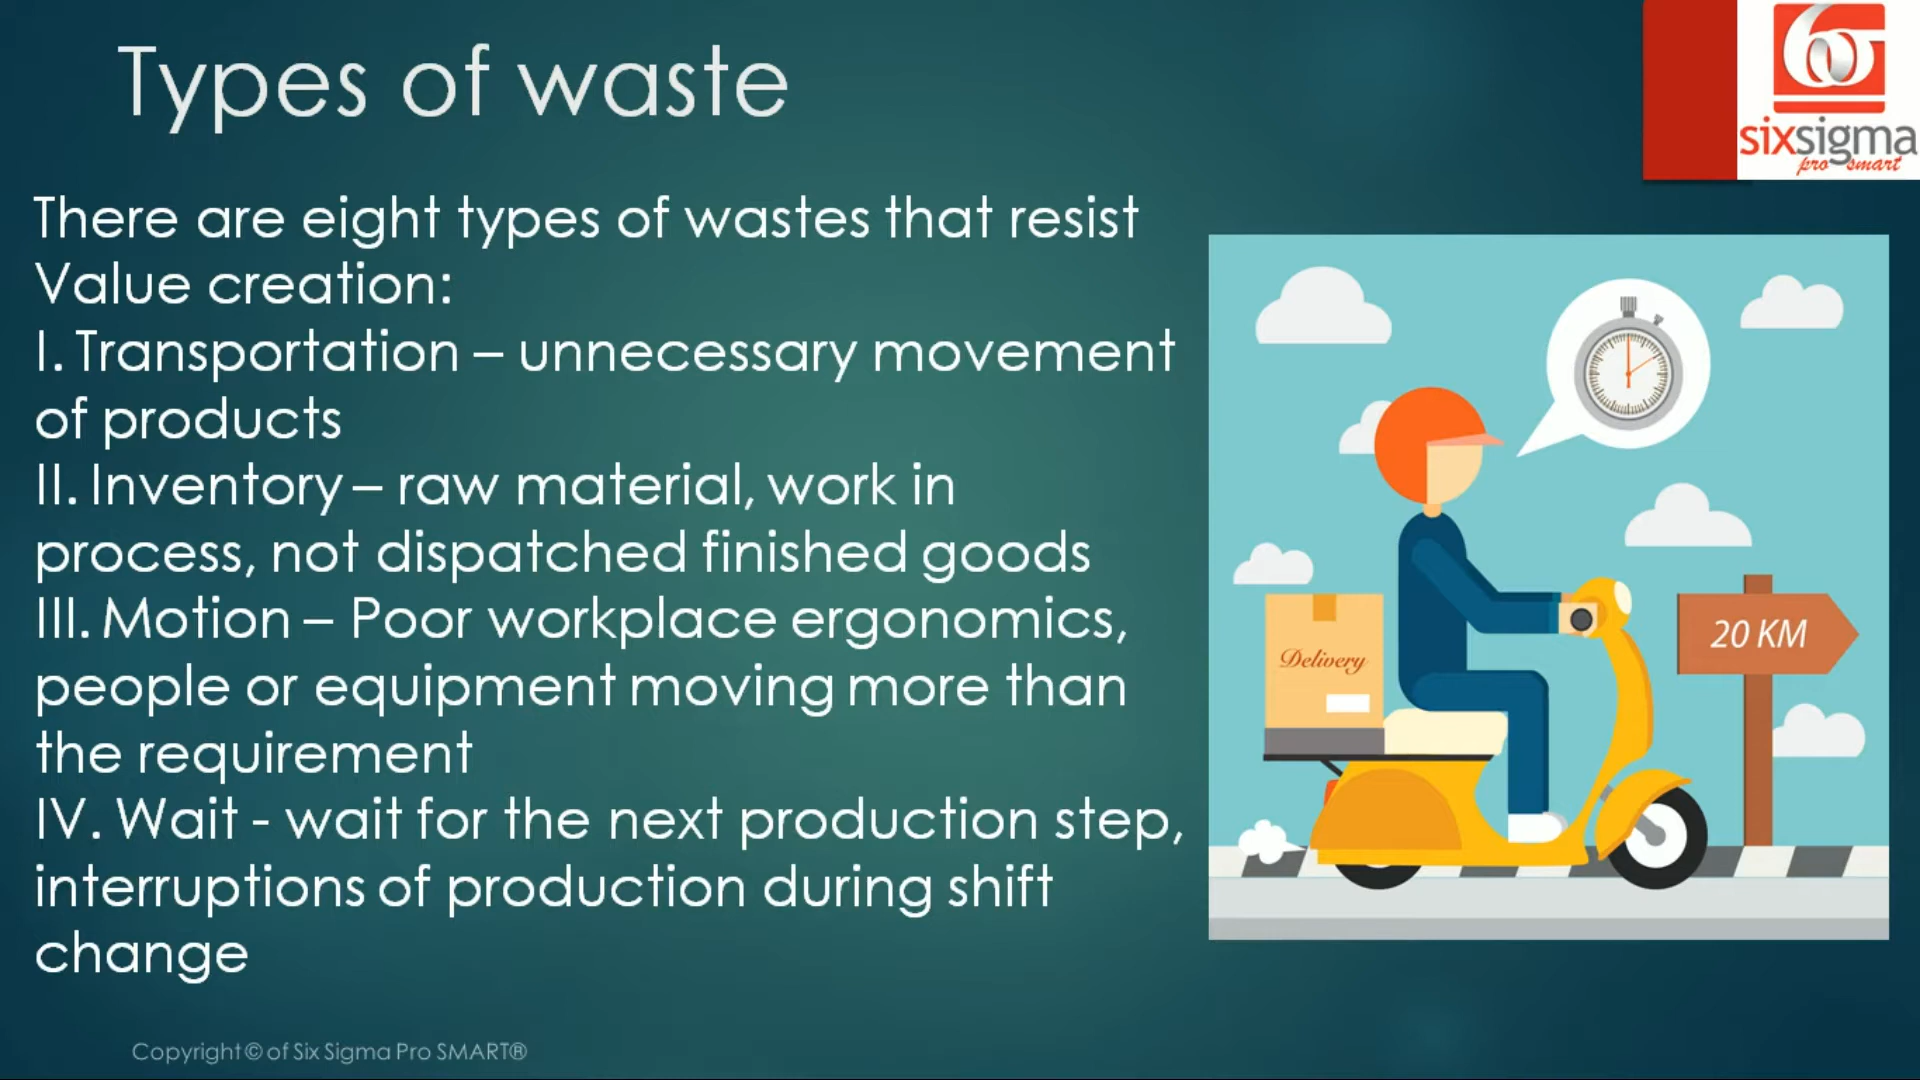 Types of waste
sixsigma
pro smart
There are eight types of wastes that resist
Value creation:
I. Transportation – unnecessary movement
of products
II. Inventory – raw material, work in
process, not dispatched finished goods
III. Motion – Poor workplace ergonomics,
people or equipment moving more than
the requirement
IV. Wait - wait for the next production step,
interruptions of production during shift
change
20 KM
Delivery
Copyright © of Six Sigma Pro SMART®